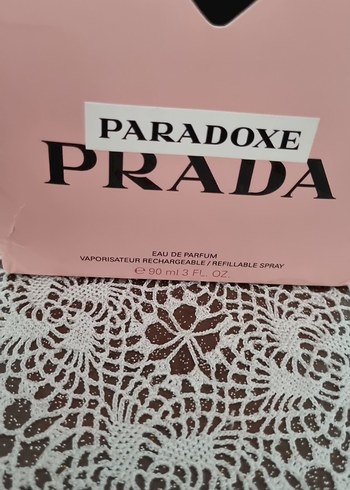 PARADOXE
PRADA
EAU DE PARFUM
VAPORISATEUR RECHARGEABLE / REFILLABLE SPRAY
℮ 90 ml 3 FL. OZ.